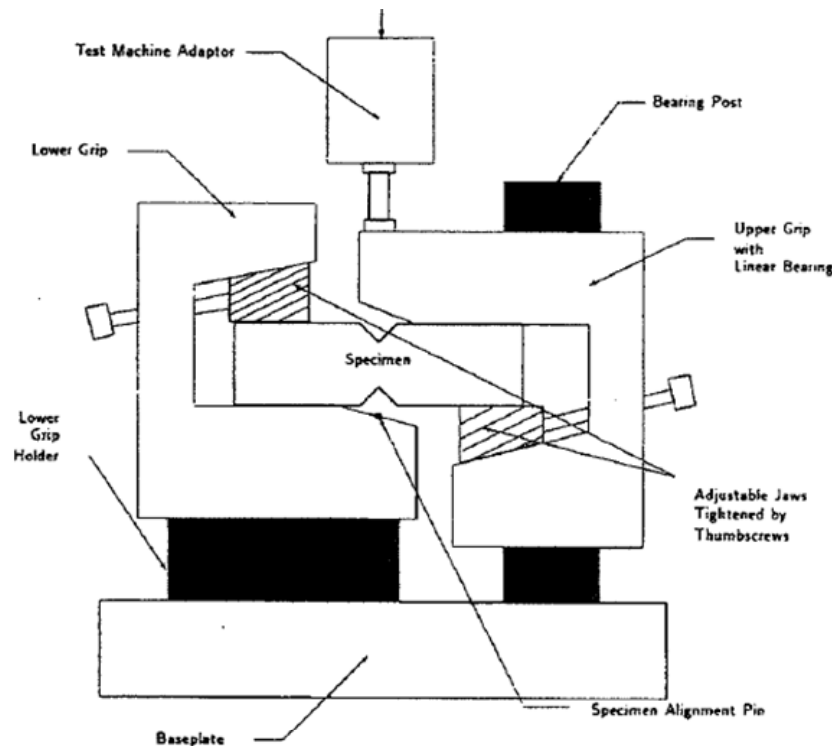 Test Machine Adaptor
Bearing Post
Lower Grip
Upper Grip
with
Linear Bearing
Specimen
Lower
Grip
Holder
Adjustable Jaws
Tightened by
Thumbscrews
Specimen Alignment Pin
Baseplate